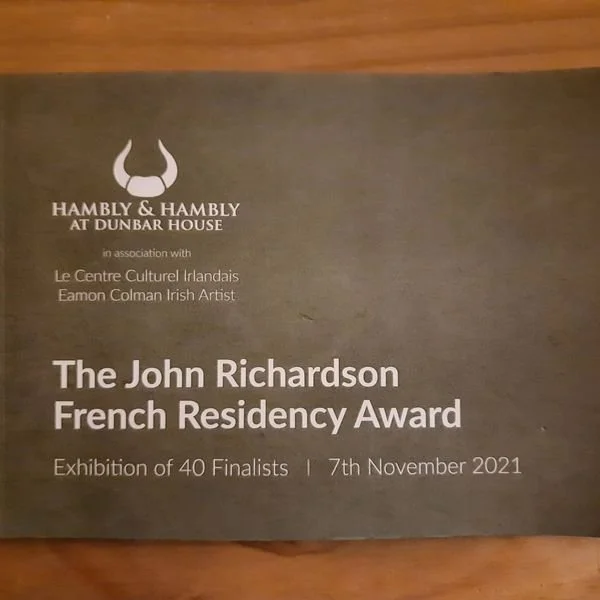 HAMBLY & HAMBLY
AT DUNBAR HOUSE
in association with
Le Centre Culturel Irlandais
Eamon Colman Irish Artist
The John Richardson
French Residency Award
Exhibition of 40 Finalists | 7th November 2021